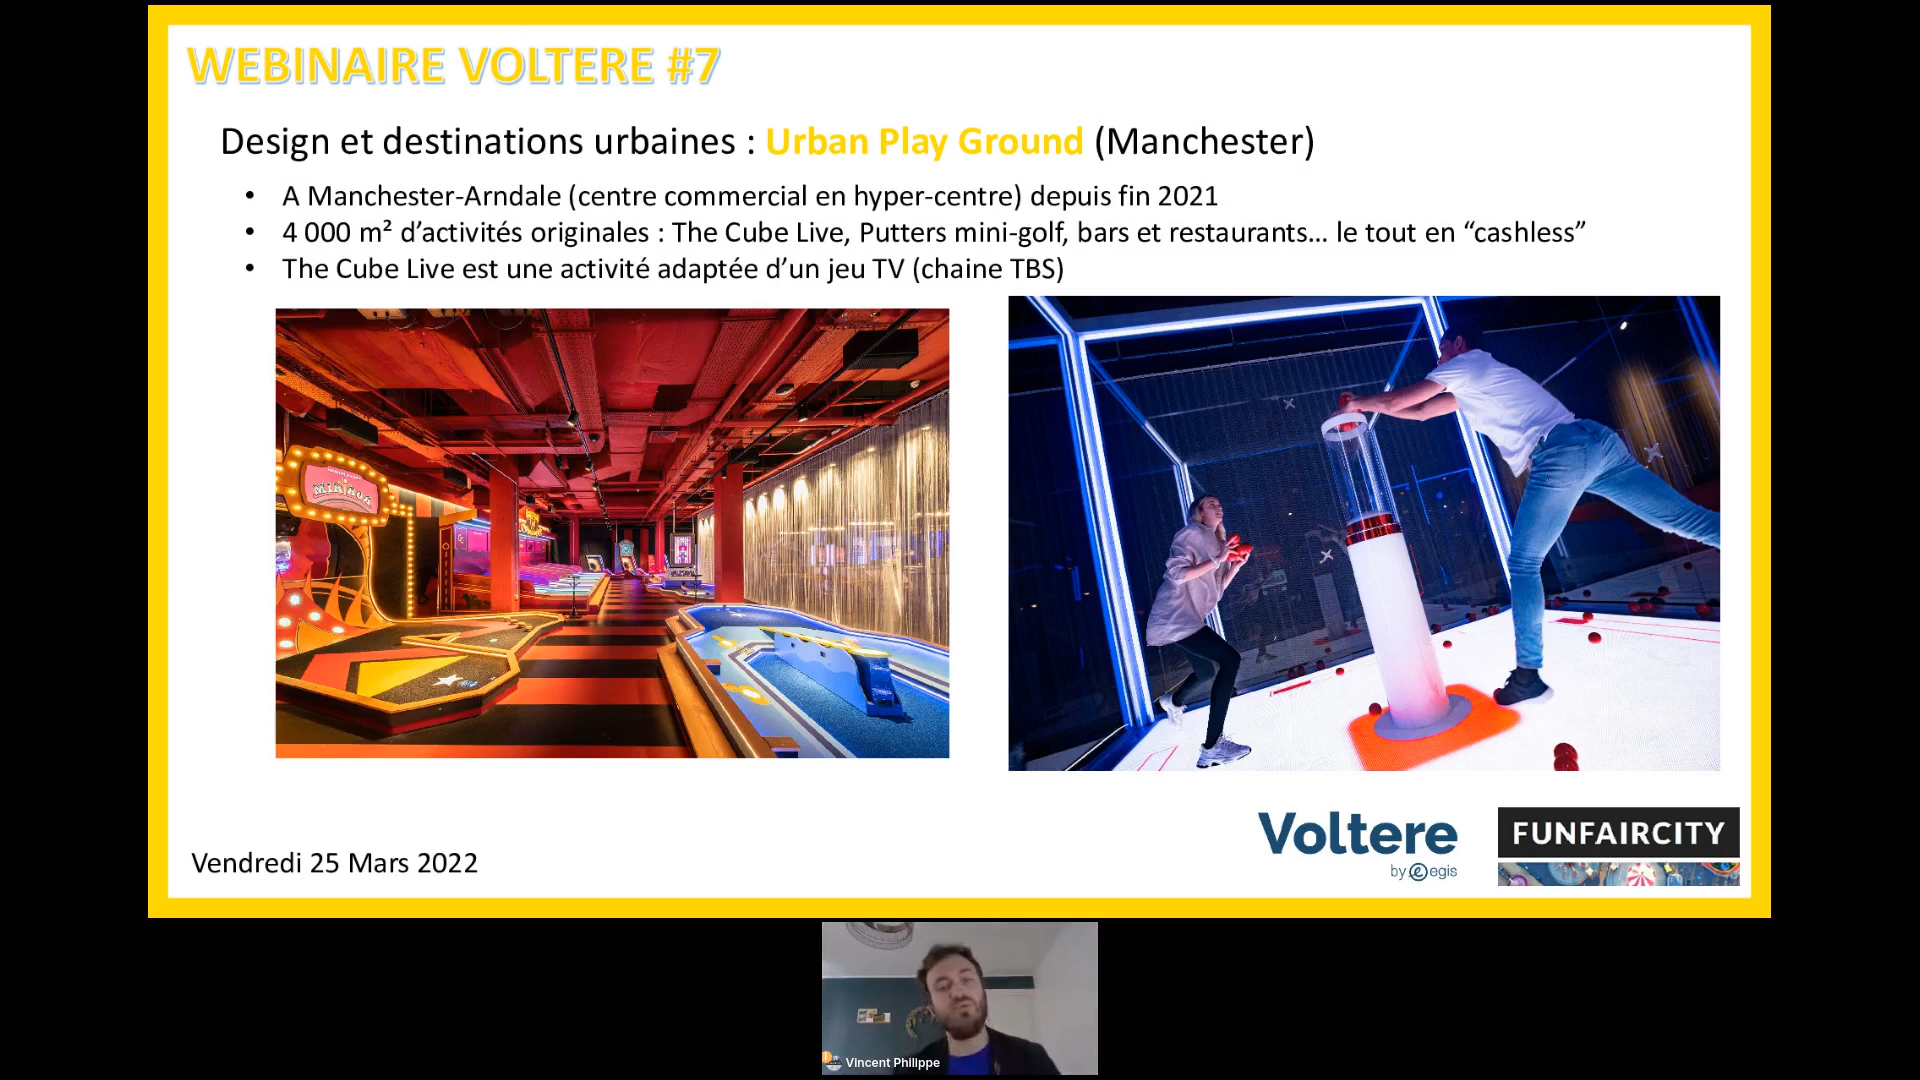 WEBINAIRE VOLTERE #7
Design et destinations urbaines : Urban Play Ground (Manchester)
• A Manchester-Arndale (centre commercial en hyper-centre) depuis fin 2021
• 4 000 m² d’activités originales : The Cube Live, Putters mini-golf, bars et restaurants… le tout en “cashless”
• The Cube Live est une activité adaptée d’un jeu TV (chaine TBS)
MIRROR
Vendredi 25 Mars 2022
Voltere
by egis
FUNFAIRCITY
Vincent Philippe